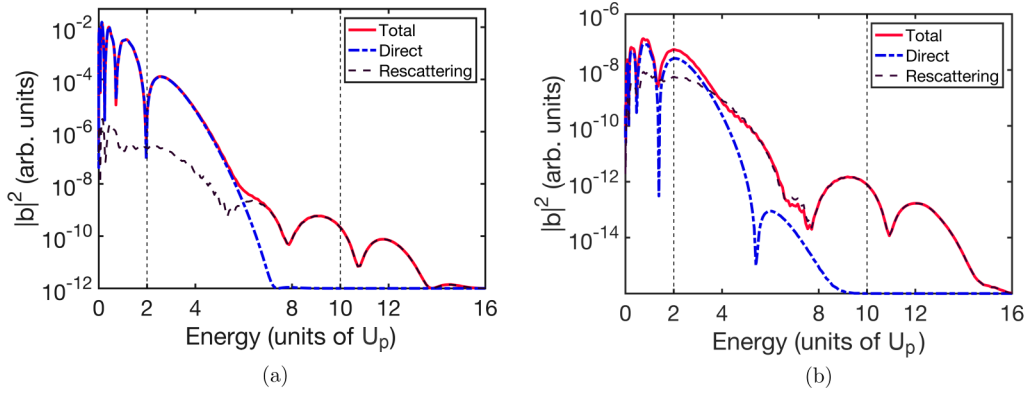 10⁻²
10⁻⁴
10⁻⁶
10⁻⁸
10⁻¹⁰
10⁻¹²
|b|² (arb. units)
Total
Direct
Rescattering
0 2 4 6 8 10 12 14 16
Energy (units of Uₚ)
(a)
10⁻⁶
10⁻⁸
10⁻¹⁰
10⁻¹²
10⁻¹⁴
|b|² (arb. units)
Total
Direct
Rescattering
0 2 4 6 8 10 12 14 16
Energy (units of Uₚ)
(b)